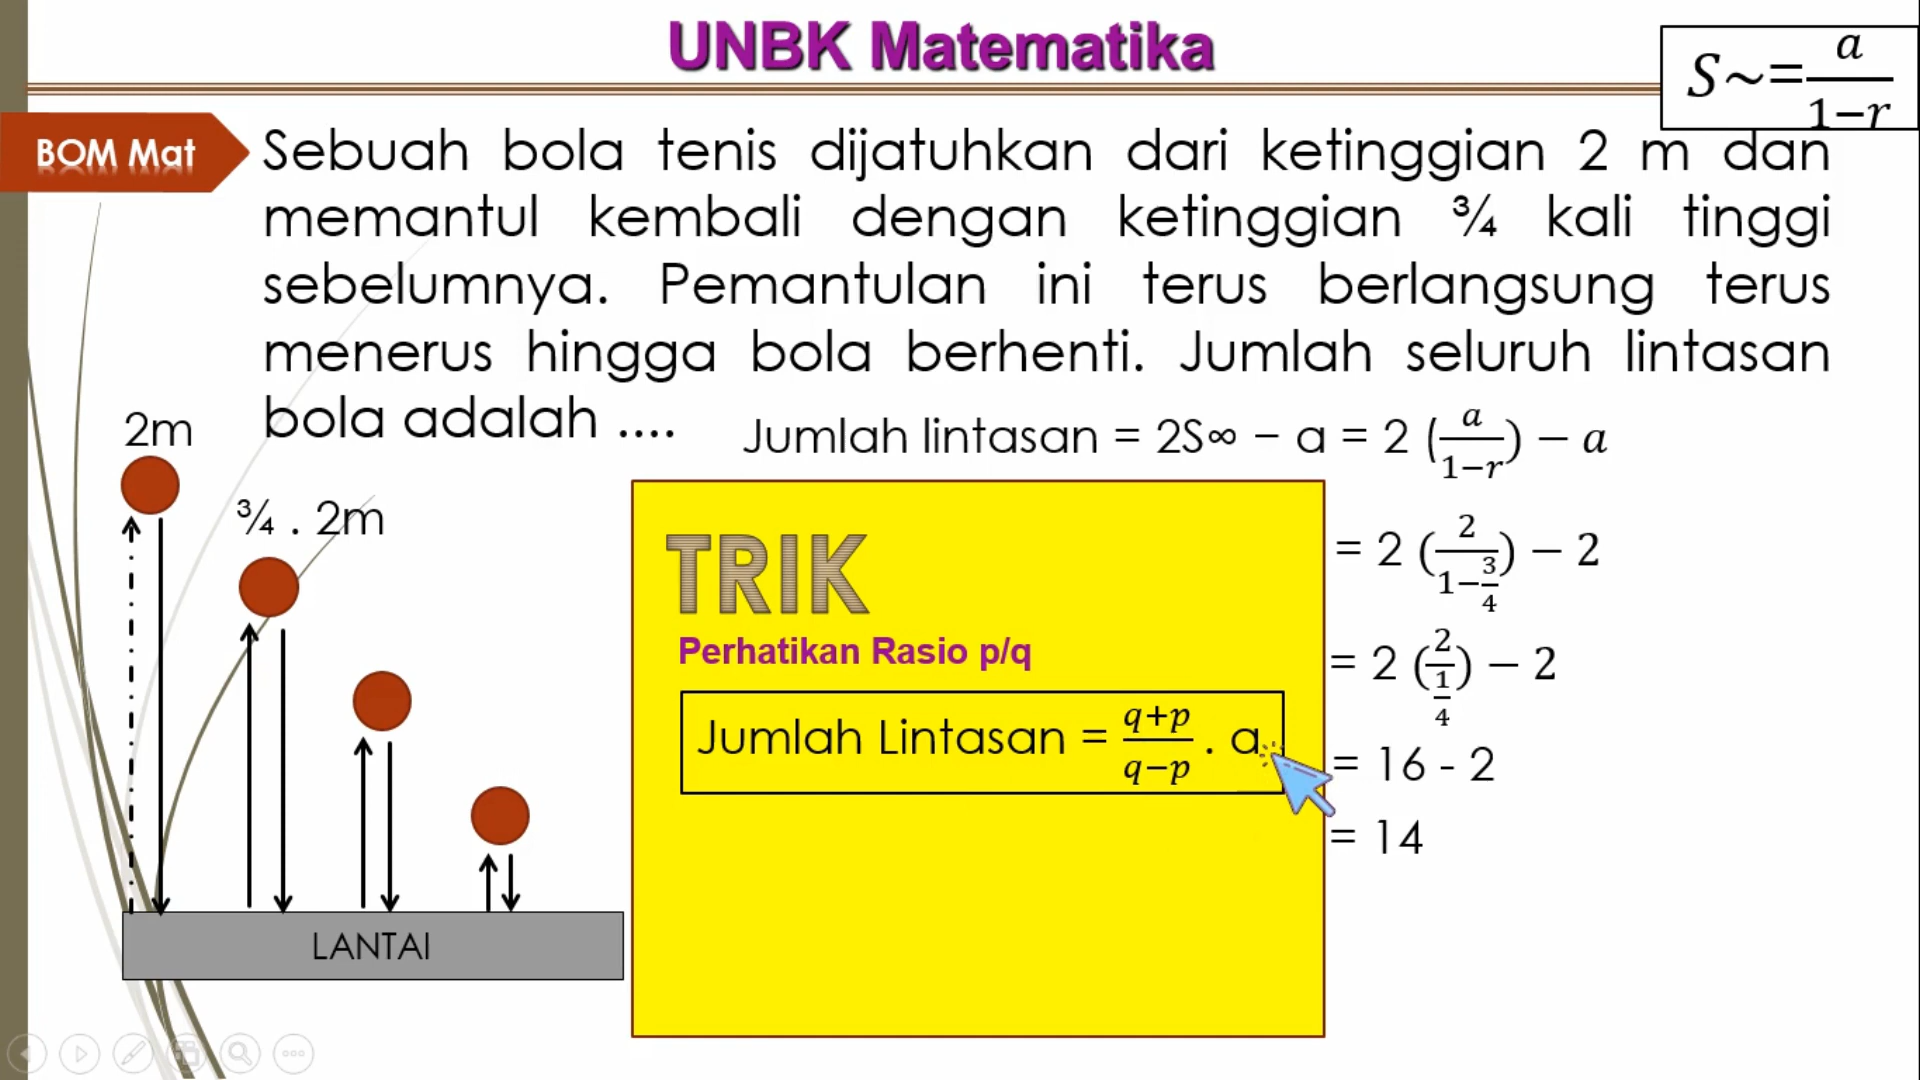 UNBK Matematika
S~=a/1−r
BOM Mat
Sebuah bola tenis dijatuhkan dari ketinggian 2 m dan
memantul kembali dengan ketinggian ¾ kali tinggi
sebelumnya. Pemantulan ini terus berlangsung terus
menerus hingga bola berhenti. Jumlah seluruh lintasan
bola adalah ....
Jumlah lintasan = 2S∞ − a = 2 (a/1−r) − a
= 2 (2/1−3/4) − 2
= 2 (2/1/4) − 2
= 16 - 2
= 14
2m
¾ . 2m
LANTAI
TRIK
Perhatikan Rasio p/q
Jumlah Lintasan = q+p/q−p . a